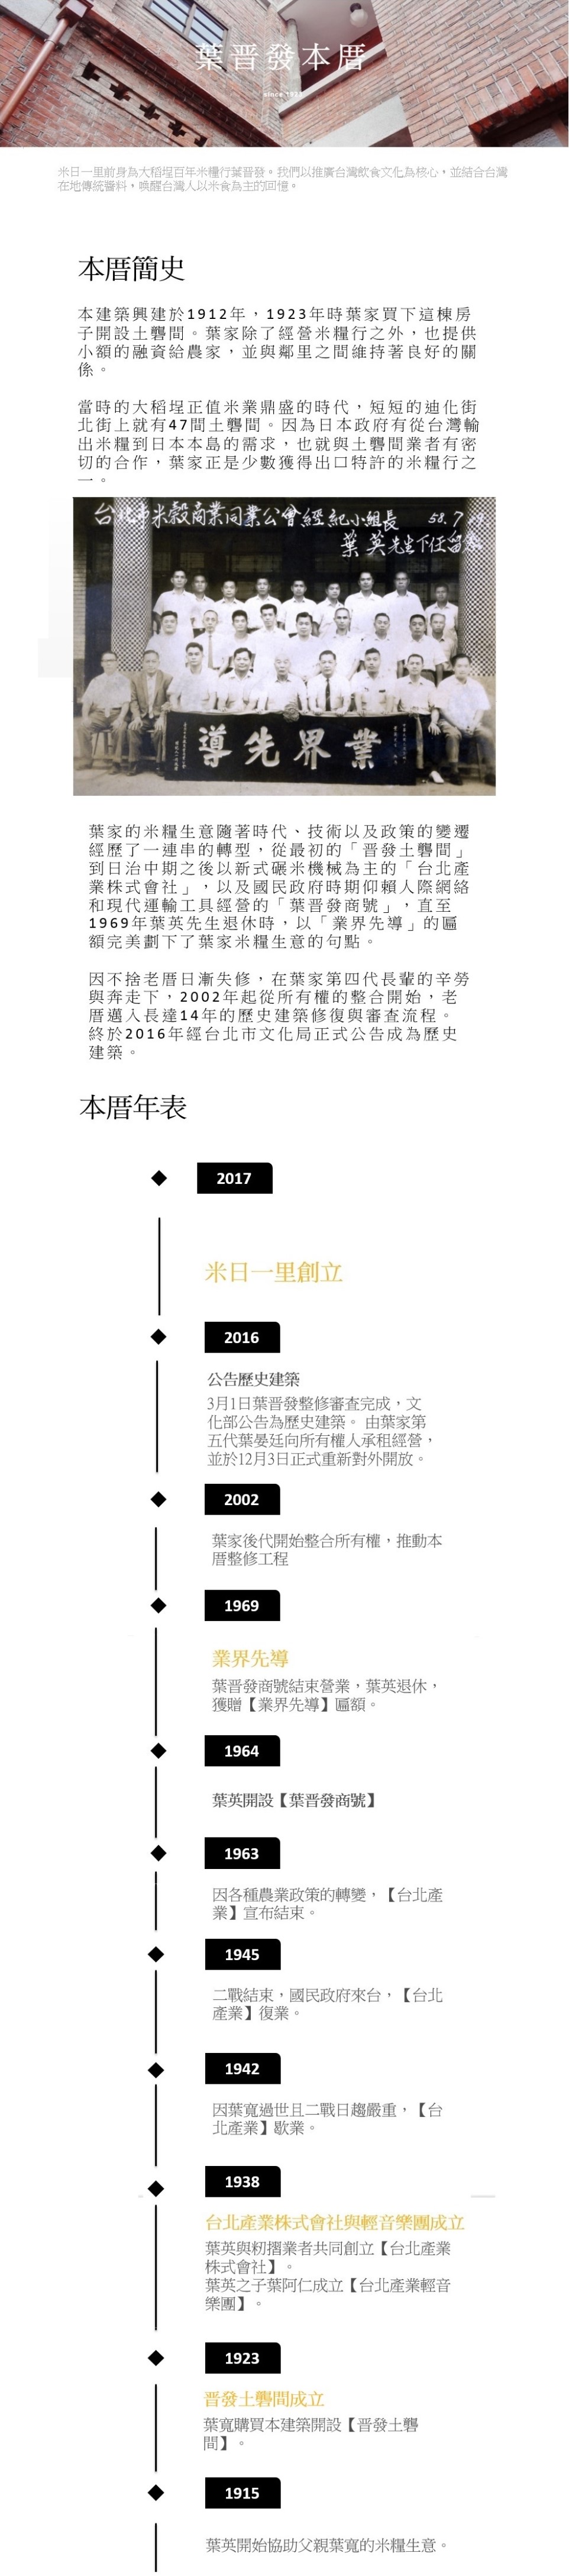 葉晋發本厝
since 1923
米日一里前身為大稻埕百年米糧行葉晉發。我們以推廣台灣飲食文化為核心，並結合台灣
在地傳統醬料，喚醒台灣人以米食為主的回憶。
本厝簡史
本建築興建於1912年，1923年時葉家買下這棟房
子開設土礱間。葉家除了經營米糧行之外，也提供
小額的融資給農家，並與鄰里之間維持著良好的關
係。
當時的大稻埕正值米業鼎盛的時代，短短的迪化街
北街上就有47間土礱間。因為日本政府有從台灣輸
出米糧到日本本島的需求，也就與土礱間業者有密
切的合作，葉家正是少數獲得出口特許的米糧行之
一。
台北市米穀商業同業公會經紀小組長 58.7
葉英先生下任留念
導先界業
葉家的米糧生意隨著時代、技術以及政策的變遷
經歷了一連串的轉型，從最初的「晉發土礱間」
到日治中期之後以新式碾米機械為主的「台北產
業株式會社」，以及國民政府時期仰賴人際網絡
和現代運輸工具經營的「葉晋發商號」，直至
1969年葉英先生退休時，以「業界先導」的匾
額完美劃下了葉家米糧生意的句點。
因不捨老厝日漸失修，在葉家第四代長輩的辛勞
與奔走下，2002年起從所有權的整合開始，老
厝邁入長達14年的歷史建築修復與審查流程。
終於2016年經台北市文化局正式公告成為歷史
建築。
本厝年表
2017
米日一里創立
2016
公告歷史建築
3月1日葉晋發整修審查完成，文
化部公告為歷史建築。 由葉家第
五代葉晏廷向所有權人承租經營，
並於12月3日正式重新對外開放。
2002
葉家後代開始整合所有權，推動本
厝整修工程
1969
業界先導
葉晋發商號結束營業，葉英退休，
獲贈【業界先導】匾額。
1964
葉英開設【葉晋發商號】
1963
因各種農業政策的轉變，【台北產
業】宣布結束。
1945
二戰結束，國民政府來台，【台北
產業】復業。
1942
因葉寬過世且二戰日趨嚴重，【台
北產業】歇業。
1938
台北產業株式會社與輕音樂團成立
葉英與籾摺業者共同創立【台北產業
株式會社】。
葉英之子葉阿仁成立【台北產業輕音
樂團】。
1923
晋發土礱間成立
葉寬購買本建築開設【晋發土礱
間】。
1915
葉英開始協助父親葉寬的米糧生意。